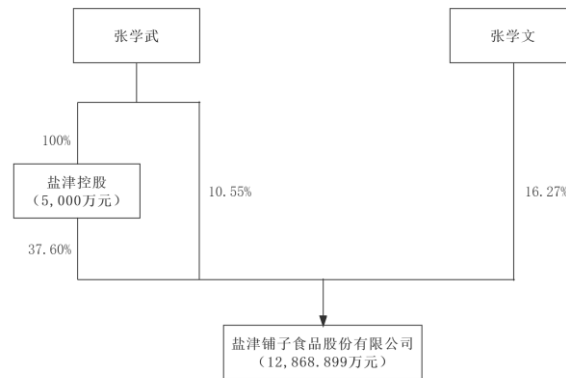 张学武
张学文
100%
盐津控股
（5,000万元）
10.55%
16.27%
37.60%
盐津铺子食品股份有限公司
（12,868.899万元）